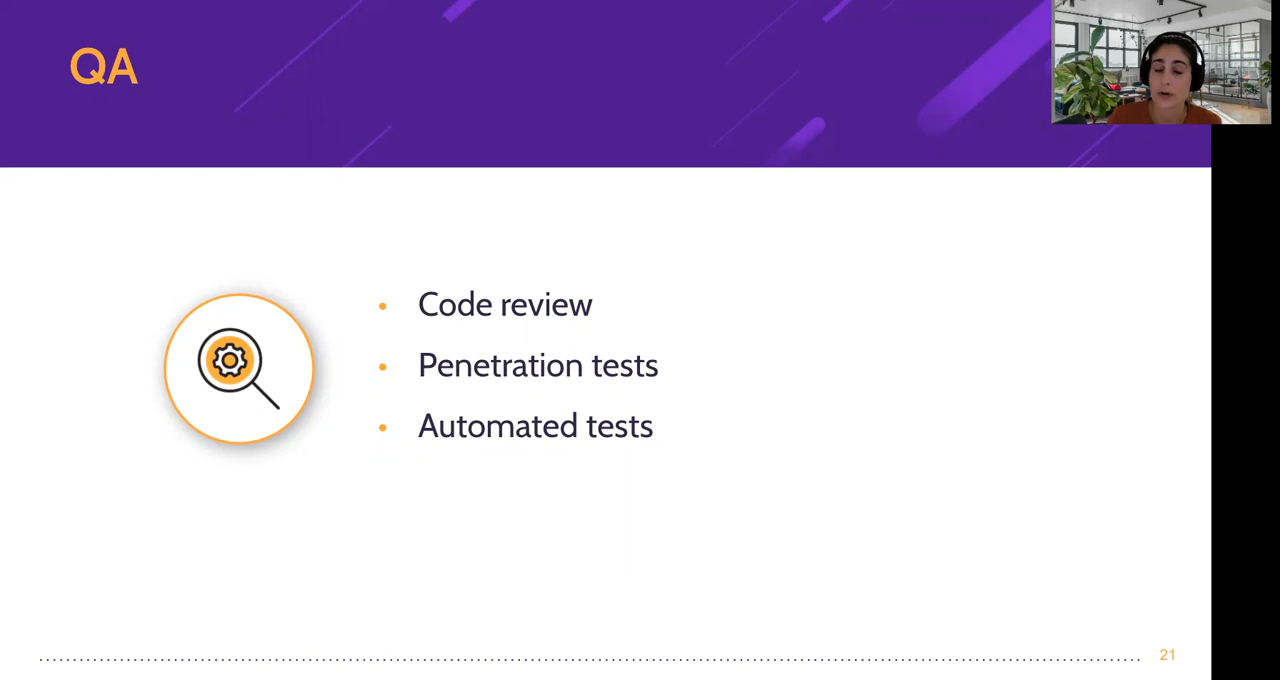 QA
• Code review
• Penetration tests
• Automated tests
21